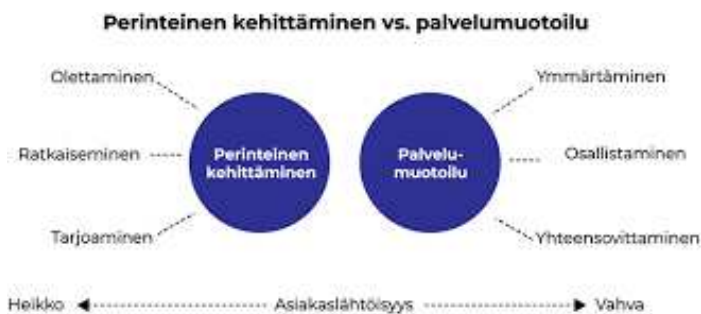 Perinteinen kehittäminen vs. palvelumuotoilu
Olettaminen
Ratkaiseminen
Tarjoaminen
Perinteinen
kehittäminen
Palvelu-
muotoilu
Ymmärtäminen
Osallistaminen
Yhteensovittaminen
Heikko
Asiakaslähtöisyys
Vahva